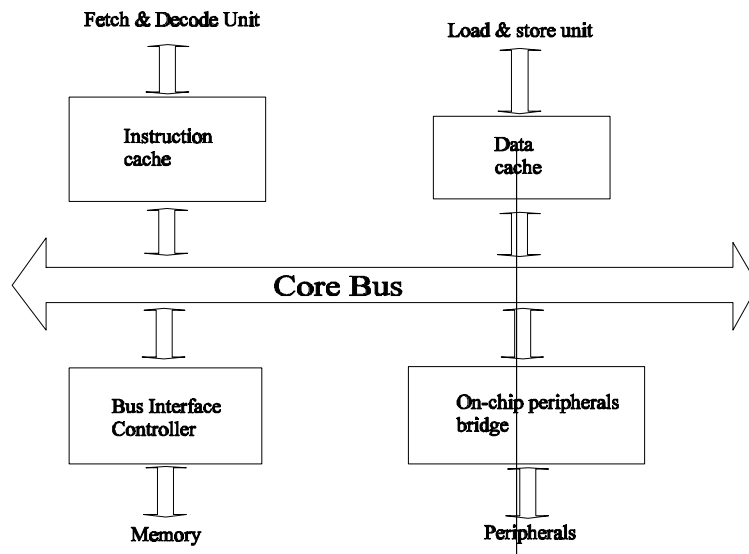 Fetch & Decode Unit
Load & store unit
Instruction
cache
Data
cache
Core Bus
Bus Interface
Controller
On-chip peripherals
bridge
Memory
Peripherals